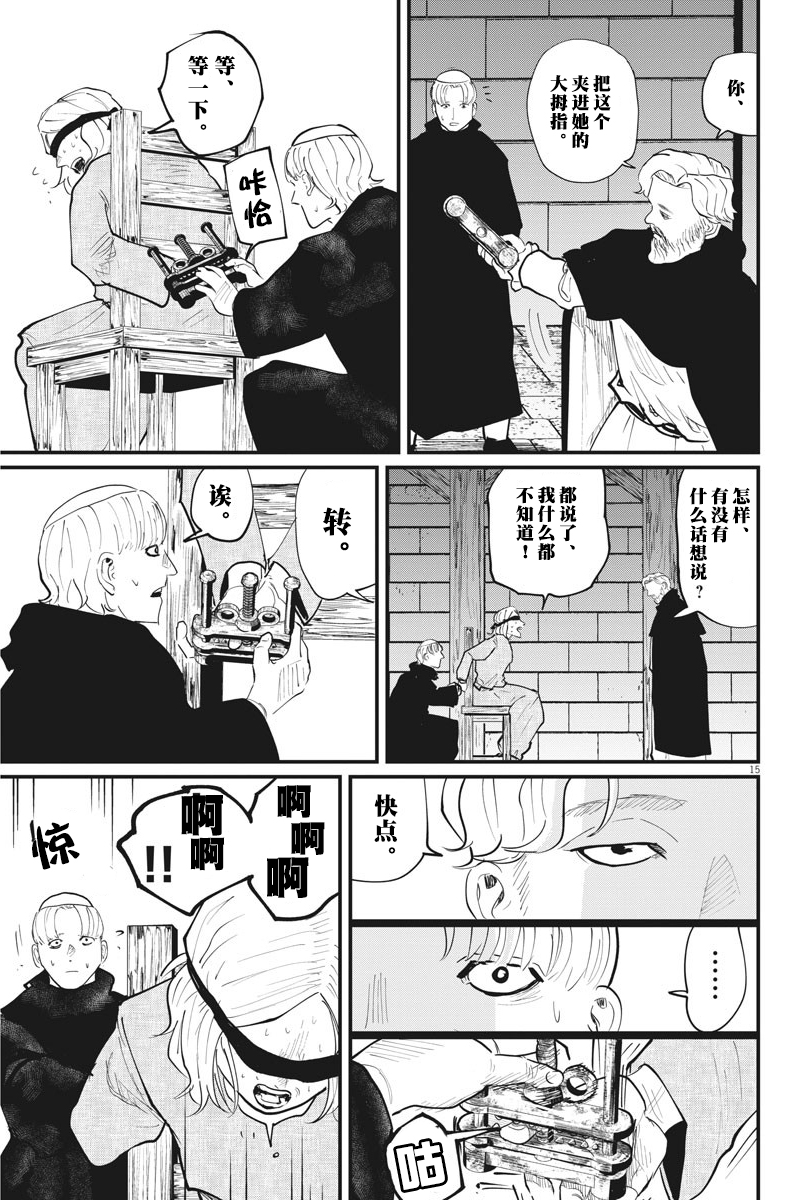 你、
把这个
夹进她的
大拇指。
等、
等一下。
咔恰
怎样、
有没有
什么话想说？
都说了、
我什么都
不知道！
转。
诶。
15
快点。
……
咕
啊啊啊
啊啊
!!
惊